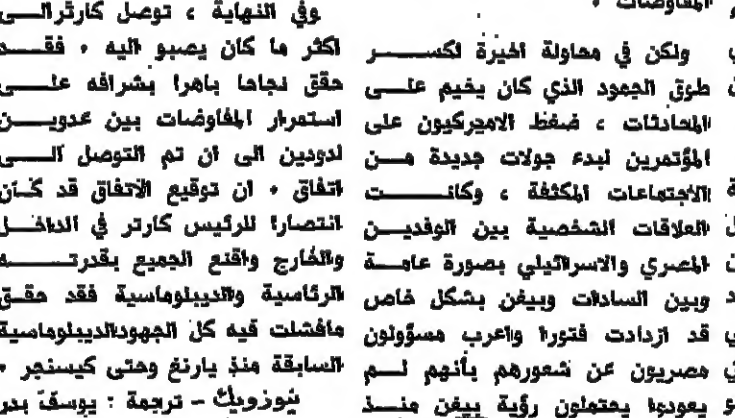 المفاوضات .
ولكن في محاولة اخيرة لكسر
طوق الجمود الذي كان يخيم على
المحادثات ، ضغط الاميركيون على
المؤتمرين لبدء جولات جديدة من
الاجتماعات المكثفة ، وكانت
العلاقات الشخصية بين الوفدين
المصري والاسرائيلي بصورة عامة
وبين السادات وبيغن بشكل خاص
قد ازدادت فتورا واعرب مسؤولون
مصريون عن شعورهم بأنهم لم
يعودوا يحتملون رؤية بيغن منذ
وفي النهاية ، توصل كارتر الى
اكثر ما كان يصبو اليه ، فقد
حقق نجاحا باهرا بشرافه على
استمرار المفاوضات بين عدوين
لدودين الى ان تم التوصل الى
اتفاق . ان توقيع الاتفاق قد كان
انتصارا للرئيس كارتر في الداخل
والخارج واقنع الجميع بقدرته
الرئاسية والديبلوماسية فقد حقق
مافشلت فيه كل الجهودالديبلوماسية
السابقة منذ يارنغ وحتى كيسنجر .
نيوزويك - ترجمة : يوسف بدر